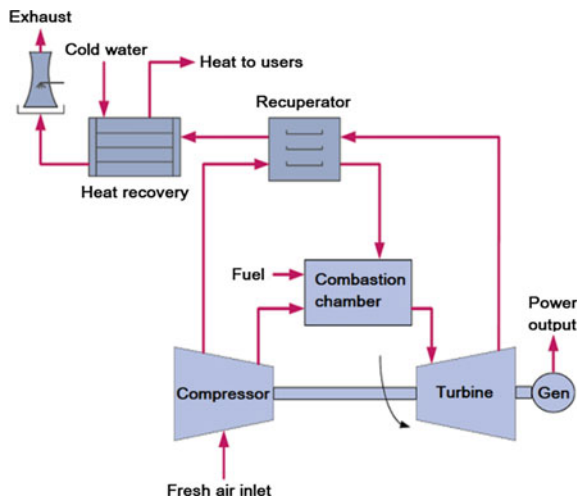 Exhaust
Cold water
Heat to users
Recuperator
Heat recovery
Fuel
Combastion
chamber
Power
output
Compressor
Turbine
Gen
Fresh air inlet